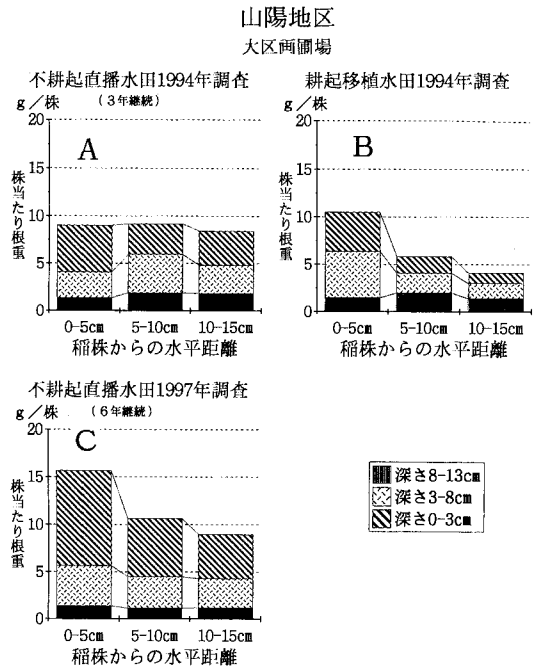 山陽地区
大区画圃場
不耕起直播水田1994年調査
g／株 （3年継続）
A
株当たり根重
20
15
10
5
0
0-5cm 5-10cm 10-15cm
稲株からの水平距離
耕起移植水田1994年調査
g／株
B
株当たり根重
20
15
10
5
0
0-5cm 5-10cm 10-15cm
稲株からの水平距離
不耕起直播水田1997年調査
g／株 （6年継続）
C
株当たり根重
20
15
10
5
0
0-5cm 5-10cm 10-15cm
稲株からの水平距離
深さ8-13cm
深さ3-8cm
深さ0-3cm